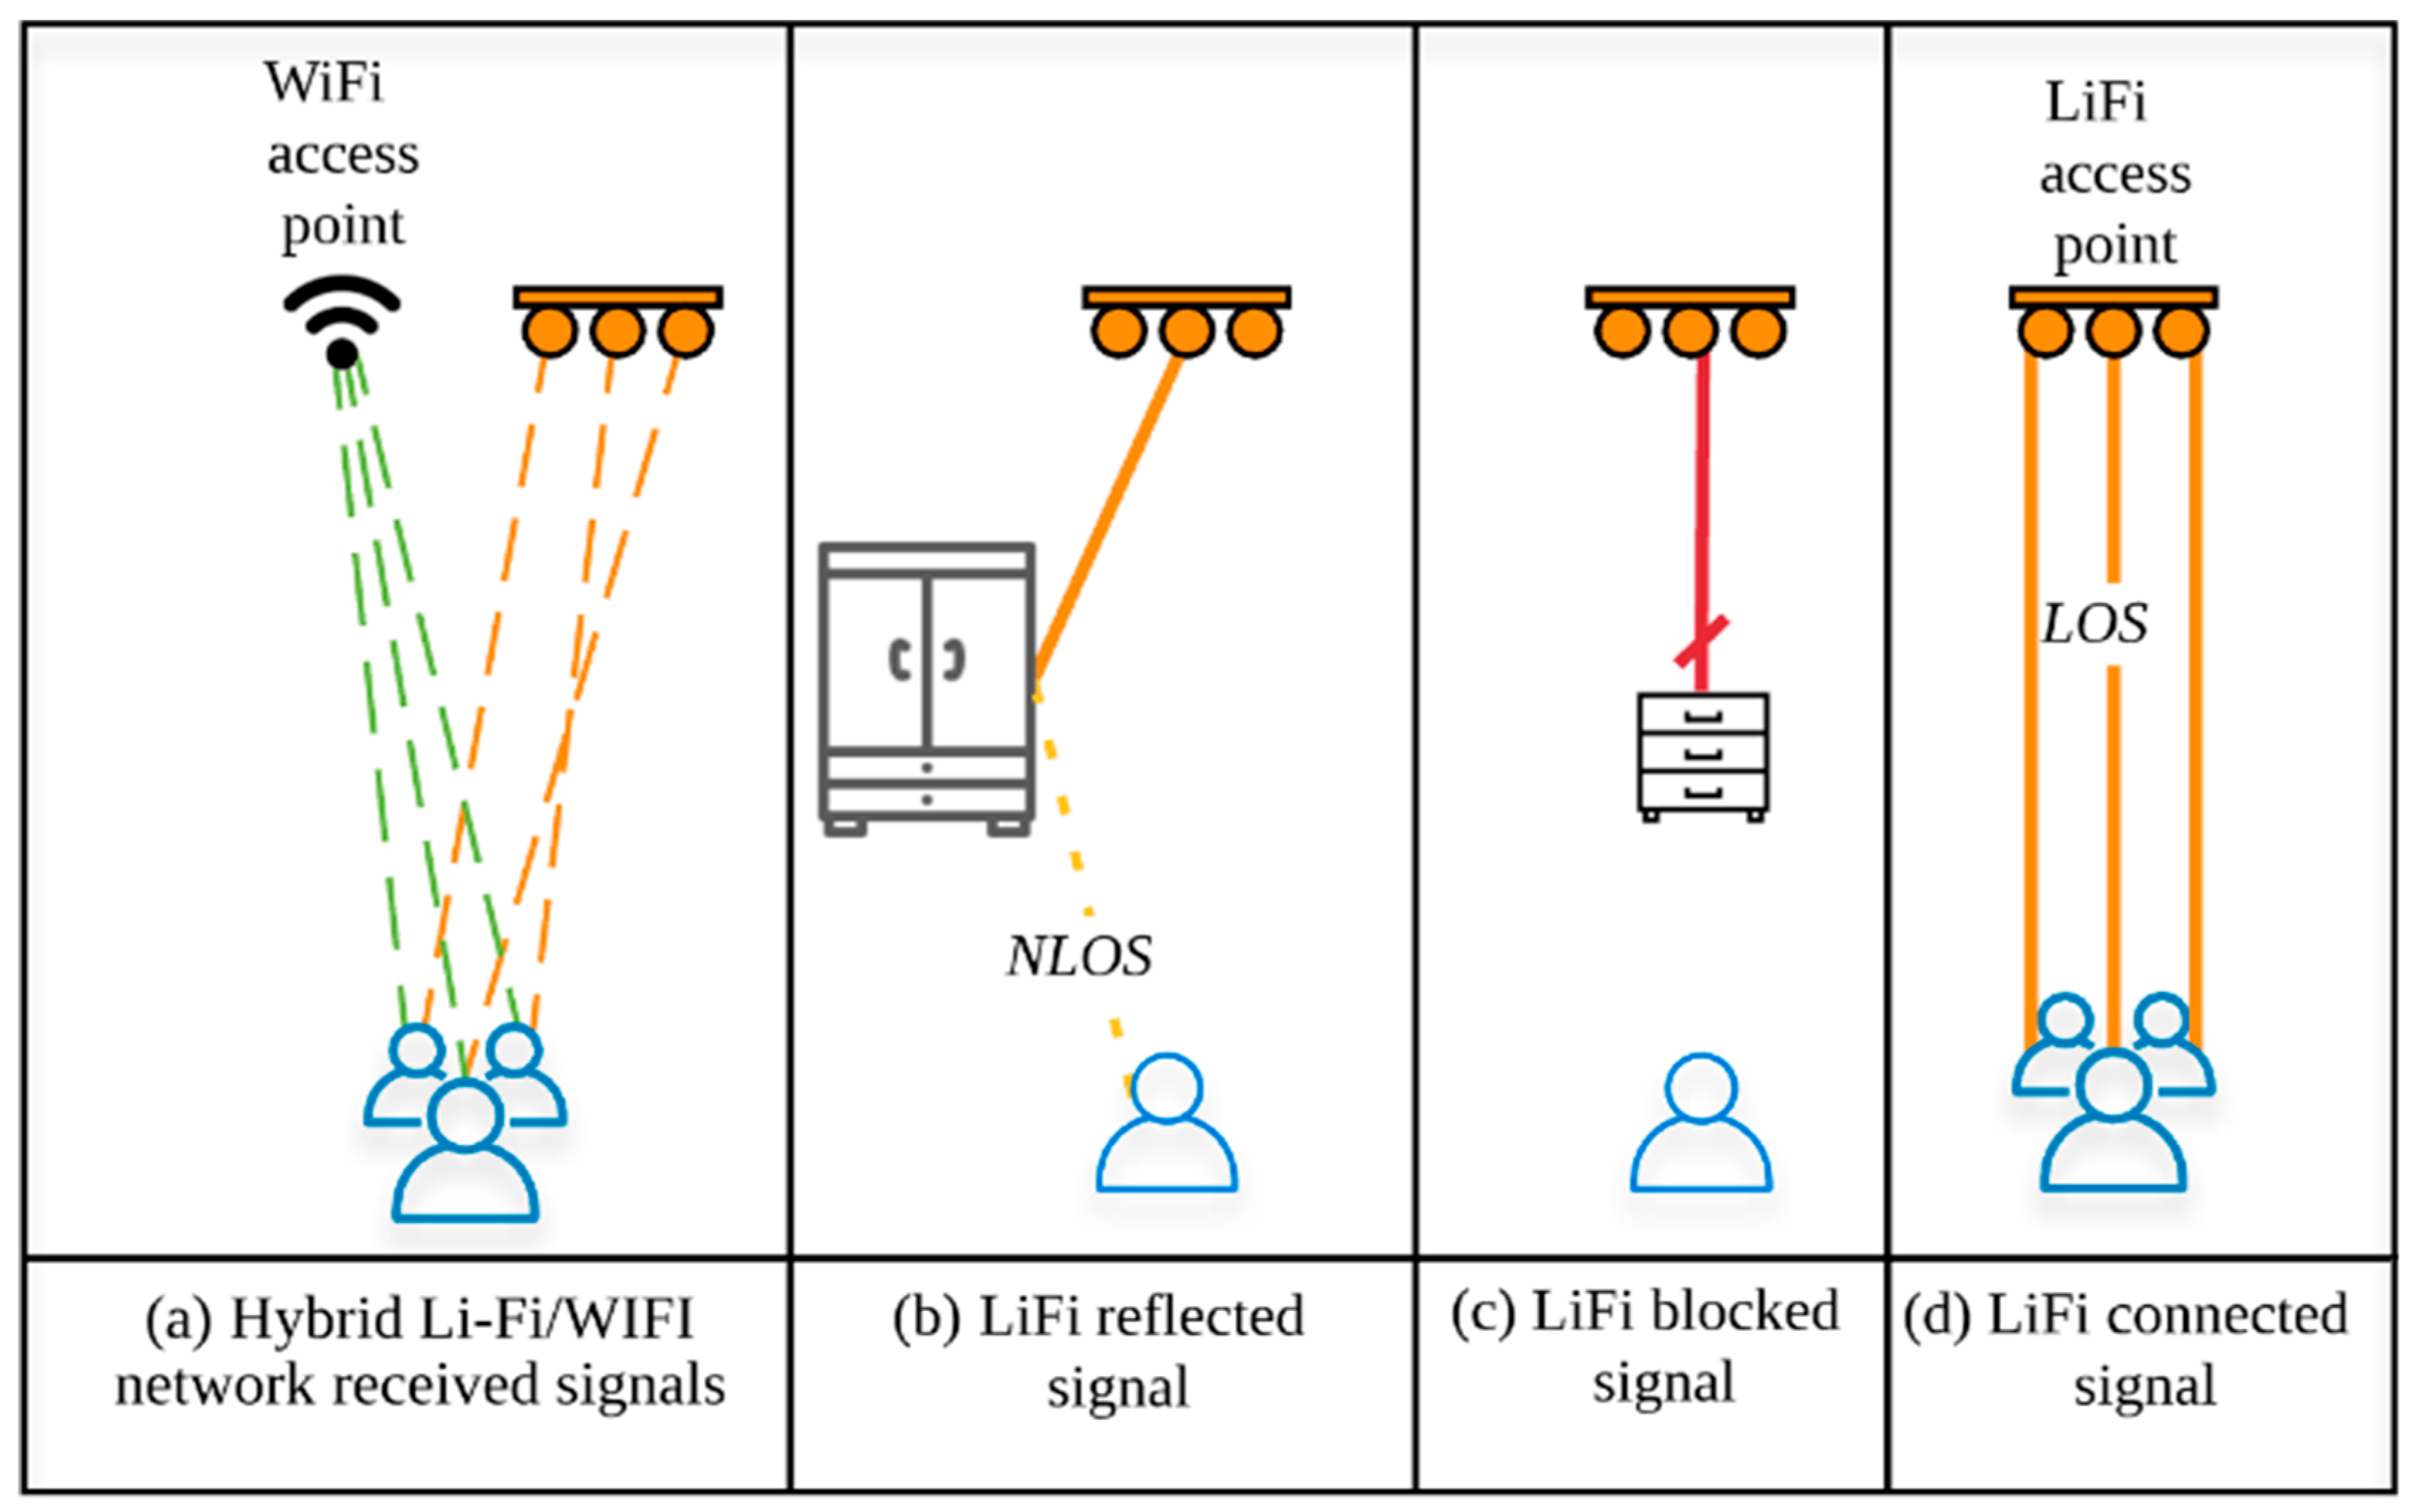 WiFi
access
point
LiFi
access
point
LOS
NLOS
(a) Hybrid Li-Fi/WIFI
network received signals
(b) LiFi reflected
signal
(c) LiFi blocked
signal
(d) LiFi connected
signal